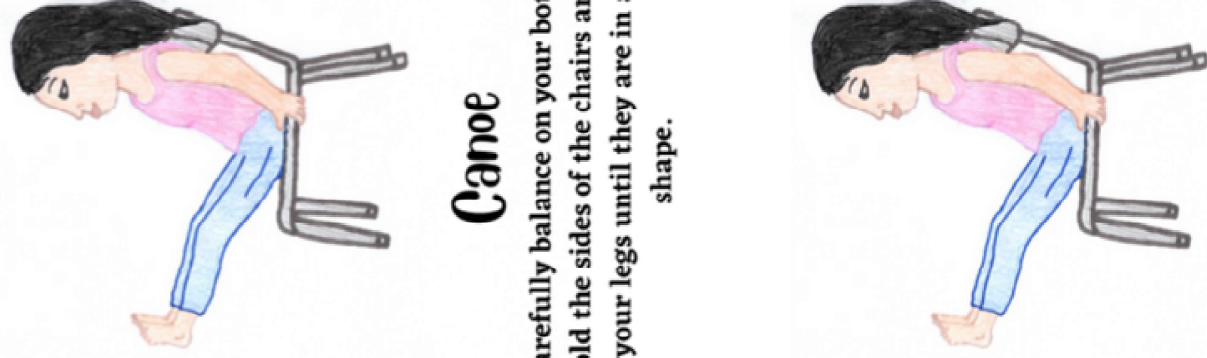 Canoe
arefully balance on your bo
old the sides of the chairs a
your legs until they are in
shape.